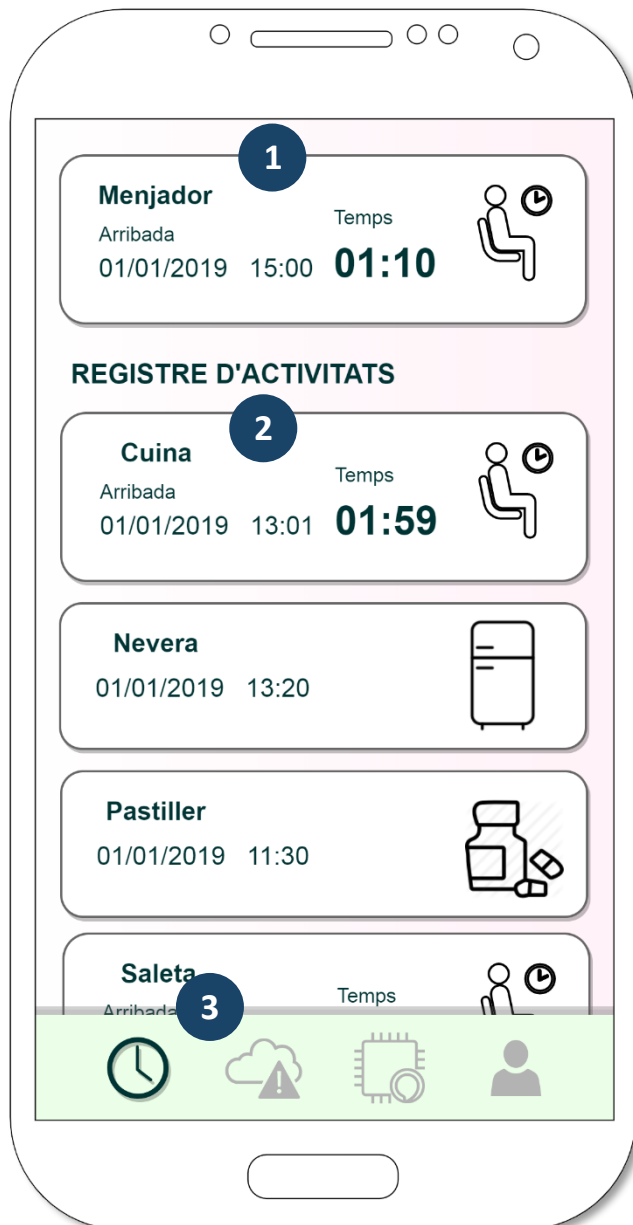 1
Menjador
Arribada
Temps
01/01/2019 15:00 01:10
REGISTRE D'ACTIVITATS
2
Cuina
Arribada
Temps
01/01/2019 13:01 01:59
Nevera
01/01/2019 13:20
Pastiller
01/01/2019 11:30
Saleta
Arribada
Temps
3